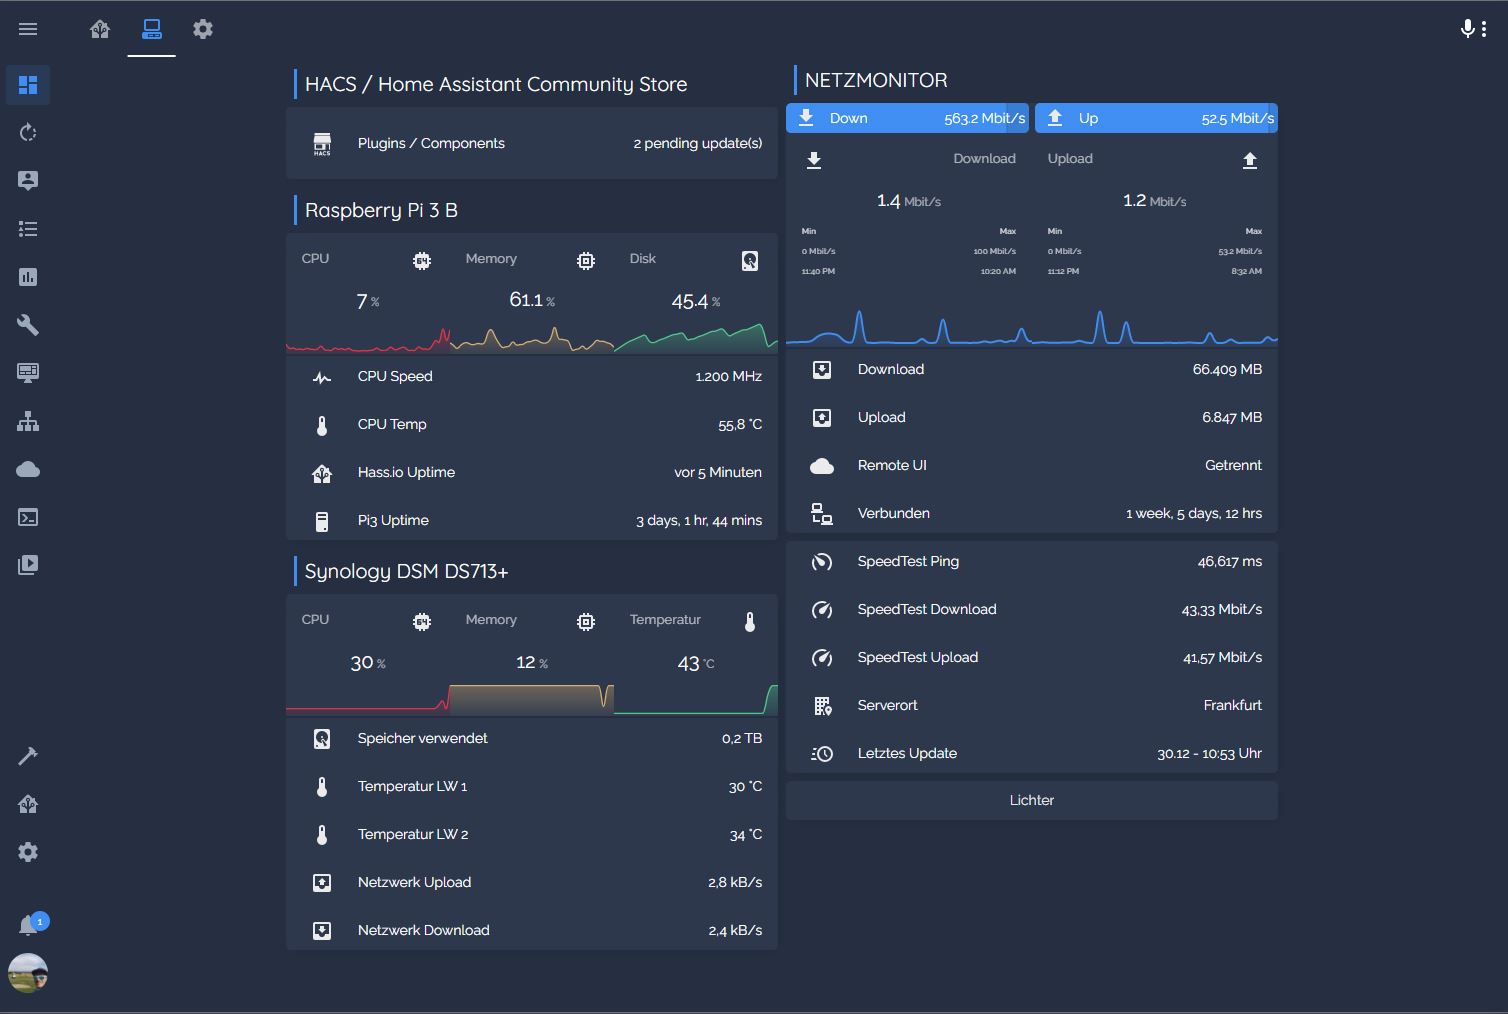 HACS / Home Assistant Community Store
HACS
Plugins / Components 2 pending update(s)
Raspberry Pi 3 B
CPU 64 Memory Disk
7 % 61.1 % 45.4 %
CPU Speed 1.200 MHz
CPU Temp 55,8 °C
Hass.io Uptime vor 5 Minuten
Pi3 Uptime 3 days, 1 hr, 44 mins
Synology DSM DS713+
CPU 64 Memory Temperatur
30 % 12 % 43 °C
Speicher verwendet 0,2 TB
Temperatur LW 1 30 °C
Temperatur LW 2 34 °C
Netzwerk Upload 2,8 kB/s
Netzwerk Download 2,4 kB/s
NETZMONITOR
Down 563.2 Mbit/s Up 52.5 Mbit/s
Download Upload
1.4 Mbit/s 1.2 Mbit/s
Min Max Min Max
0 Mbit/s 100 Mbit/s 0 Mbit/s 53.2 Mbit/s
11:40 PM 10:20 AM 11:12 PM 8:32 AM
Download 66.409 MB
Upload 6.847 MB
Remote UI Getrennt
Verbunden 1 week, 5 days, 12 hrs
SpeedTest Ping 46,617 ms
SpeedTest Download 43,33 Mbit/s
SpeedTest Upload 41,57 Mbit/s
Serverort Frankfurt
Letztes Update 30.12 - 10:53 Uhr
Lichter
1